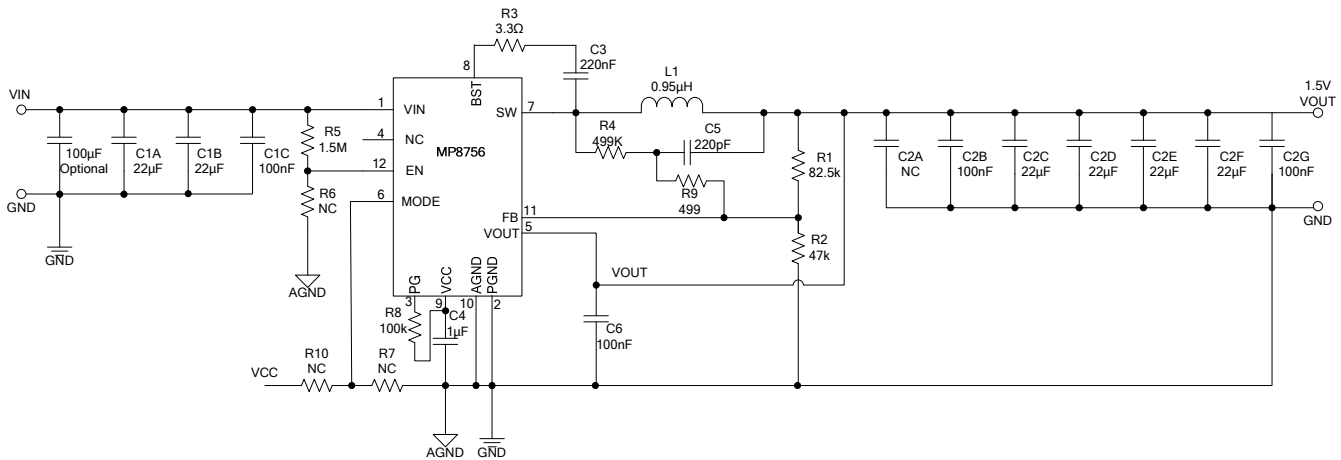 R3
3.3Ω
C3
220nF
8
BST
L1
0.95µH
1.5V
VOUT
VIN
1
VIN
SW
7
R5
1.5M
4
NC
MP8756
R4
499K
C5
220pF
R1
82.5k
100µF
Optional
C1A
22µF
C1B
22µF
C1C
100nF
12
EN
R9
499
C2A
NC
C2B
100nF
C2C
22µF
C2D
22µF
C2E
22µF
C2F
22µF
C2G
100nF
GND
R6
NC
6
MODE
FB
11
VOUT
5
R2
47k
GND
GND
AGND
PG
VCC
AGND
PGND
3
9
10
2
VOUT
R8
100k
C4
1µF
C6
100nF
VCC
R10
NC
R7
NC
AGND
GND